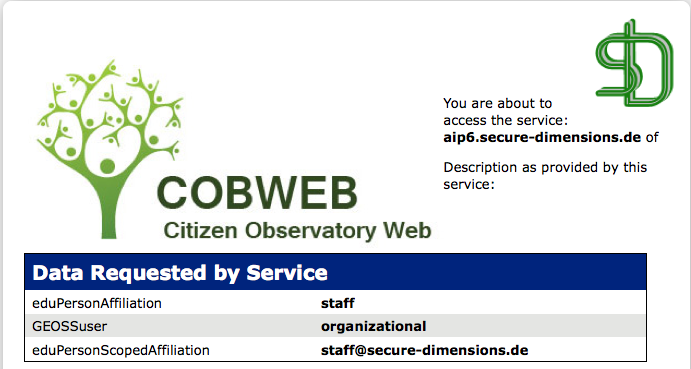 SD
You are about to
access the service:
aip6.secure-dimensions.de of
Description as provided by this
service:
COBWEB
Citizen Observatory Web
Data Requested by Service
eduPersonAffiliation staff
GEOSSuser organizational
eduPersonScopedAffiliation staff@secure-dimensions.de